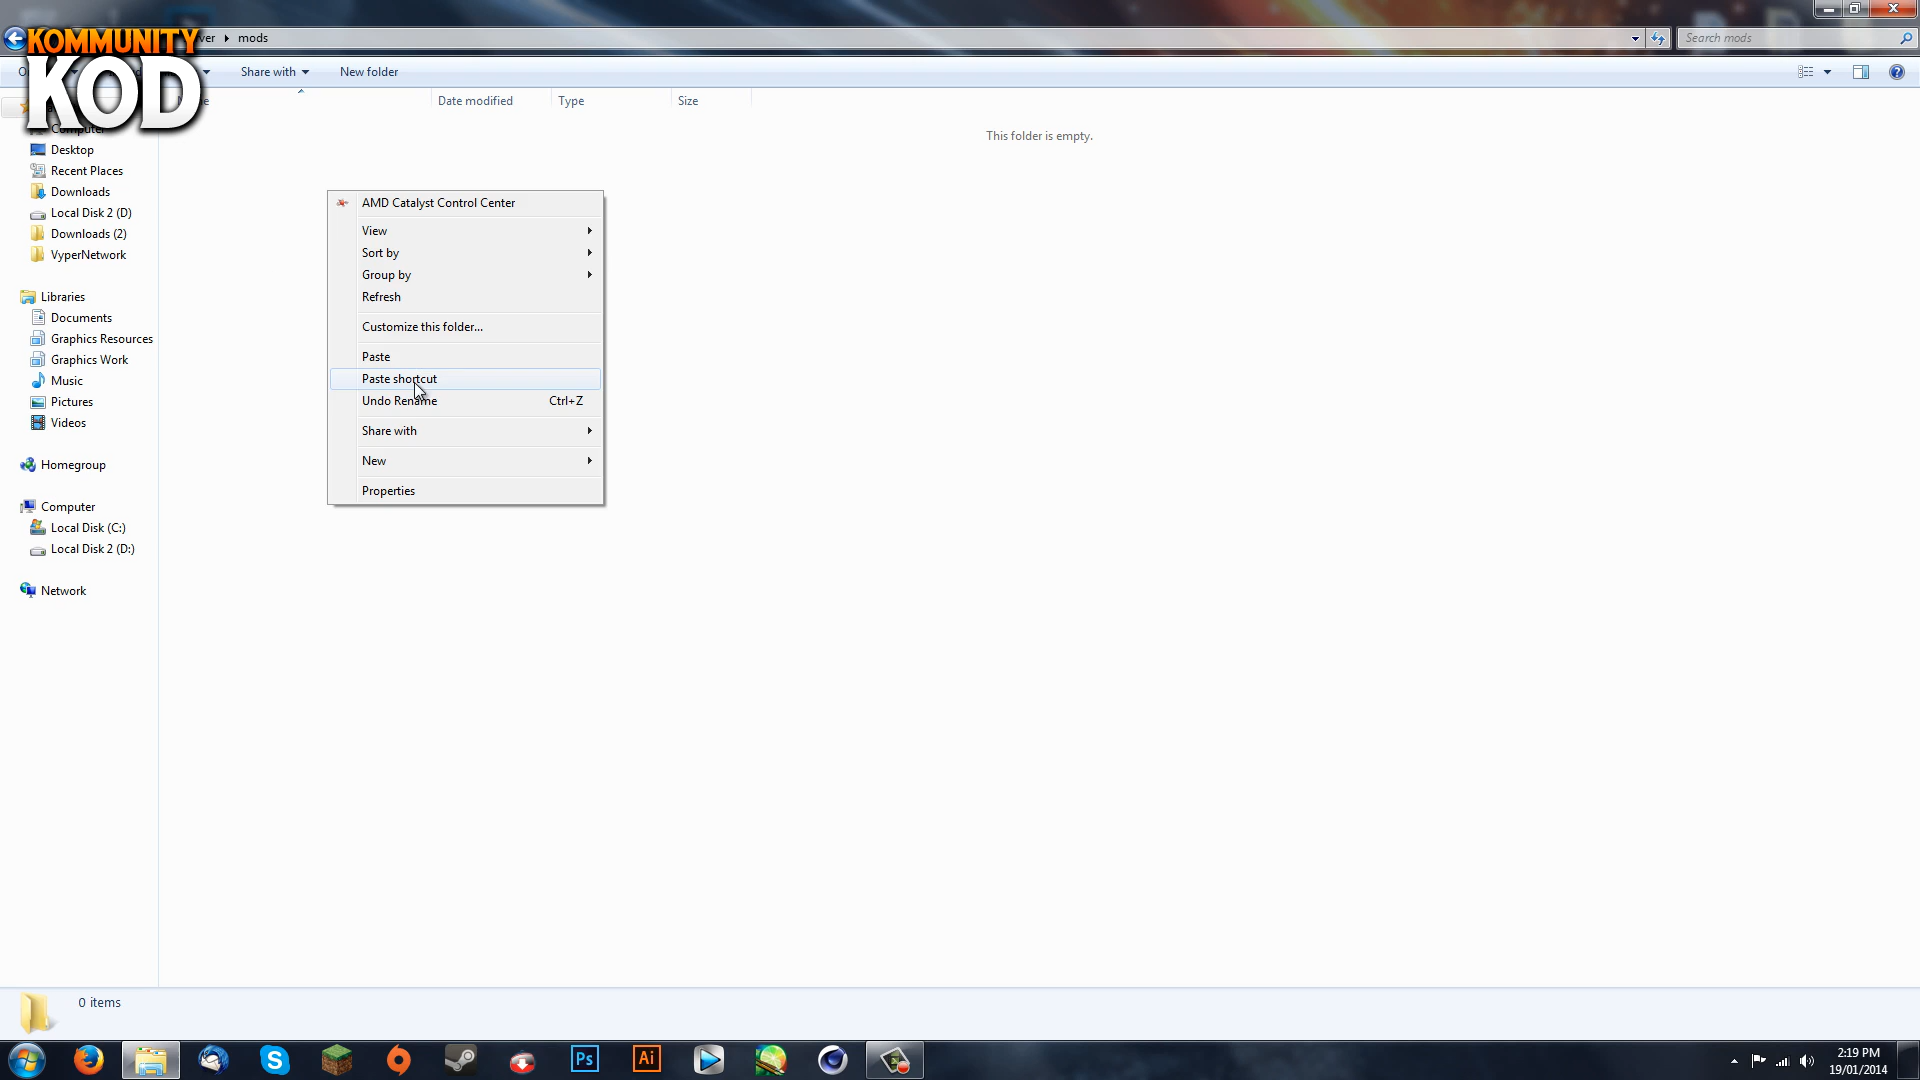 KOMMUNITY
KOD
mods
Search mods
Share with
New folder
Date modified
Type
Size
This folder is empty.
Computer
Desktop
Recent Places
Downloads
Local Disk 2 (D)
Downloads (2)
VyperNetwork
Libraries
Documents
Graphics Resources
Graphics Work
Music
Pictures
Videos
Homegroup
Computer
Local Disk (C:)
Local Disk 2 (D:)
Network
AMD Catalyst Control Center
View
Sort by
Group by
Refresh
Customize this folder...
Paste
Paste shortcut
Undo Rename Ctrl+Z
Share with
New
Properties
0 items
Ps
Ai
2:19 PM
19/01/2014